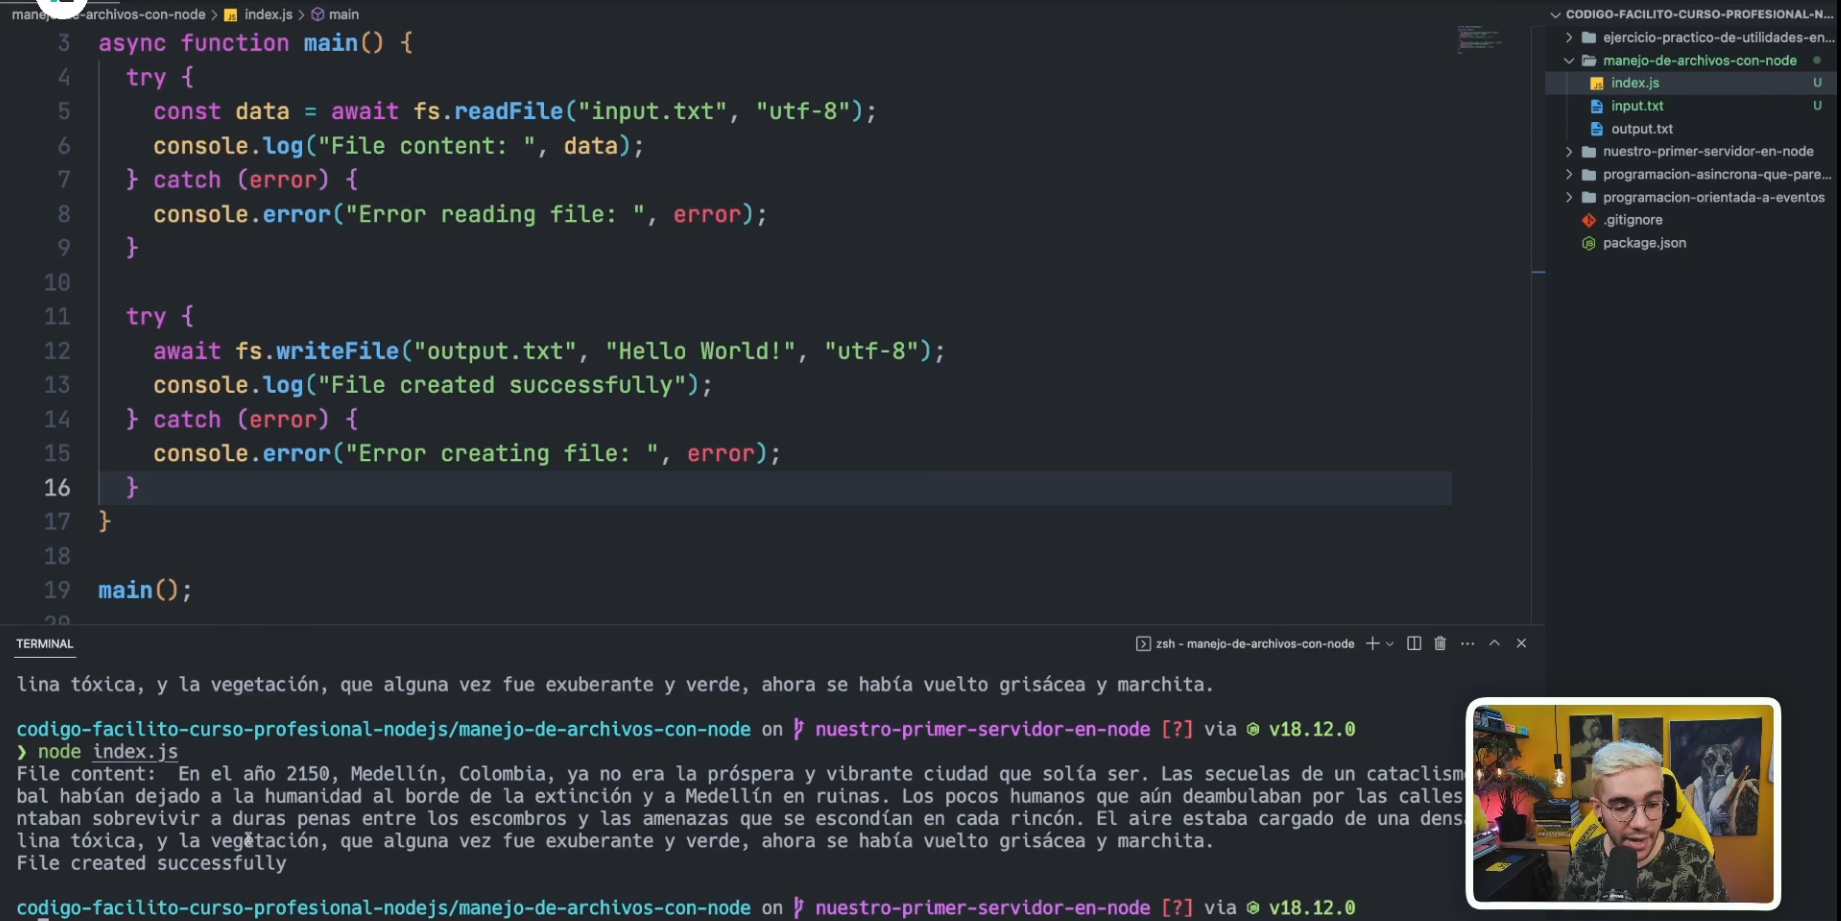 manejo-de-archivos-con-node > index.js > main
3 async function main() {
4 try {
5 const data = await fs.readFile("input.txt", "utf-8");
6 console.log("File content: ", data);
7 } catch (error) {
8 console.error("Error reading file: ", error);
9 }
10
11 try {
12 await fs.writeFile("output.txt", "Hello World!", "utf-8");
13 console.log("File created successfully");
14 } catch (error) {
15 console.error("Error creating file: ", error);
16 }
17 }
18
19 main();
20
CODIGO-FACILITO-CURSO-PROFESIONAL-N...
ejercicio-practico-de-utilidades-en...
manejo-de-archivos-con-node
index.js U
input.txt U
output.txt
nuestro-primer-servidor-en-node
programacion-asincrona-que-pare...
programacion-orientada-a-eventos
.gitignore
package.json
TERMINAL
zsh - manejo-de-archivos-con-node
lina tóxica, y la vegetación, que alguna vez fue exuberante y verde, ahora se había vuelto grisácea y marchita.
codigo-facilito-curso-profesional-nodejs/manejo-de-archivos-con-node on nuestro-primer-servidor-en-node [?] via v18.12.0
❯ node index.js
File content: En el año 2150, Medellín, Colombia, ya no era la próspera y vibrante ciudad que solía ser. Las secuelas de un cataclism
bal habían dejado a la humanidad al borde de la extinción y a Medellín en ruinas. Los pocos humanos que aún deambulaban por las calles
ntaban sobrevivir a duras penas entre los escombros y las amenazas que se escondían en cada rincón. El aire estaba cargado de una dens
lina tóxica, y la vegetación, que alguna vez fue exuberante y verde, ahora se había vuelto grisácea y marchita.
File created successfully
codigo-facilito-curso-profesional-nodejs/manejo-de-archivos-con-node on nuestro-primer-servidor-en-node [?] via v18.12.0